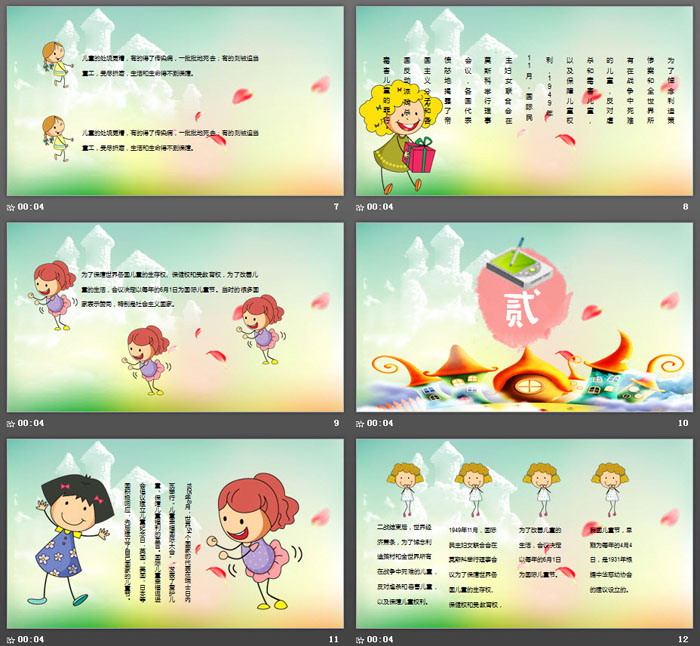 儿童的处境更糟，有的得了传染病，一批批地死去；有的则被迫当
童工，受尽折磨，生活和生命得不到保障。
儿童的处境更糟，有的得了传染病，一批批地死去；有的则被迫当
童工，受尽折磨，生活和生命得不到保障。
00:04
7
为了悼念利迪策
惨案和全世界所
有在战争中死难
的儿童，反对虐
杀和毒害儿童，
以及保障儿童权
利，1949年
11月，国际民
主妇女联合会在
莫斯科举行理事
会议，各国代表
愤怒地揭露了帝
国主义分子和各
国反动派残杀、
毒害儿童的罪行
00:04
8
为了保障世界各国儿童的生存权、保健权和受教育权，为了改善儿
童的生活，会议决定以每年的6月1日为国际儿童节。当时的很多国
家表示赞同，特别是社会主义国家。
00:04
9
贰
00:04
10
00:04
11
二战结束后，世界经
济萧条，为了悼念利
迪策村和全世界所有
在战争中死难的儿童，
反对虐杀和毒害儿童，
以及保障儿童权利。
1949年11月，国际
民主妇女联合会在
莫斯科举行理事会
议为了保障世界各
国儿童的生存权、
保健权和受教育权，
为了改善儿童的
生活，会议决定
以每年的6月1日
为国际儿童节。
我国儿童节，早
期为每年的4月4
日，是1931年根
据中华慈幼协会
的建议设立的。
00:04
12